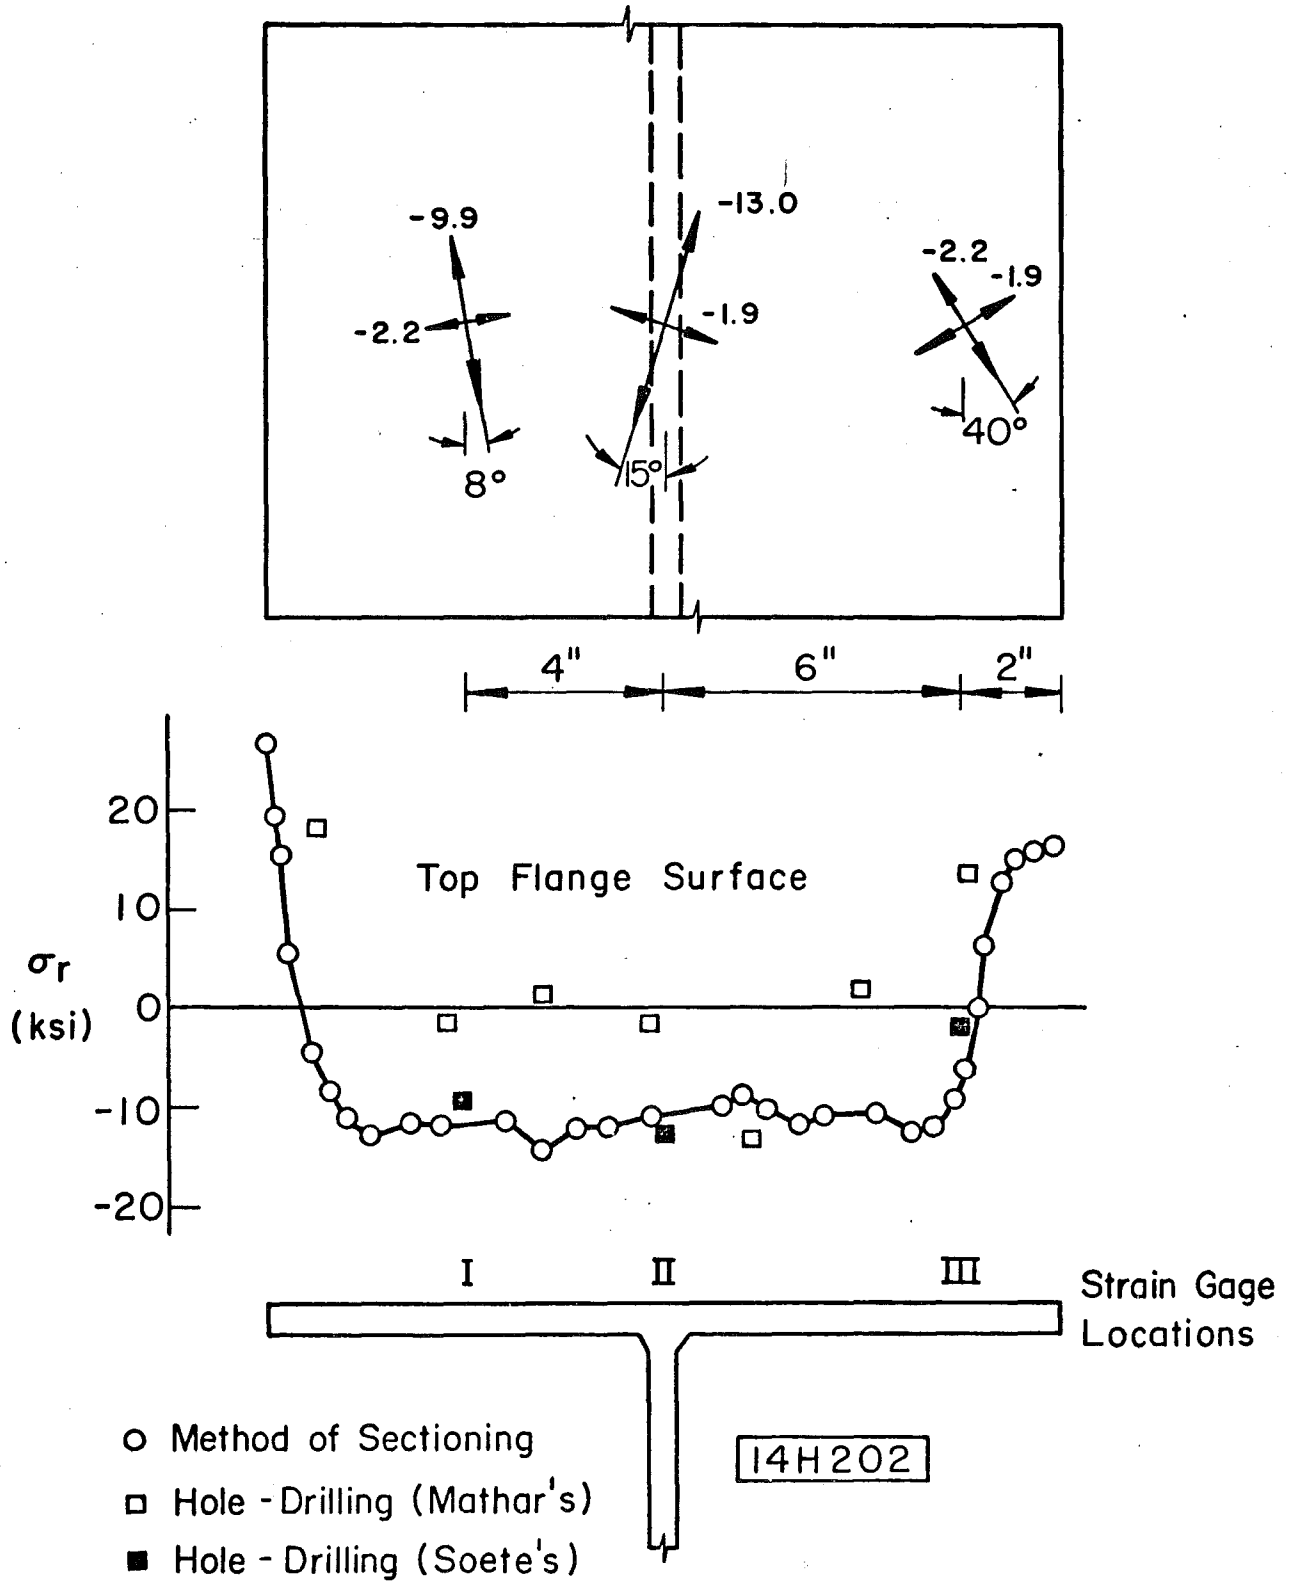 -13.0
-9.9
-2.2
-1.9
-1.9
-2.2
40°
15°
8°
4" 6" 2"
20
Top Flange Surface
10
σr
(ksi)
0
-10
-20
I II III
Strain Gage
Locations
Method of Sectioning
14H202
Hole - Drilling (Mathar's)
Hole - Drilling (Soete's)